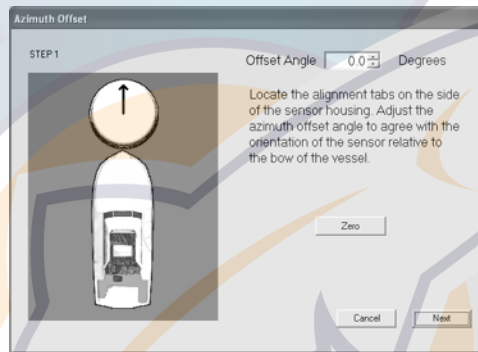 Azimuth Offset
STEP 1
Offset Angle 0.0 Degrees
Locate the alignment tabs on the side
of the sensor housing. Adjust the
azimuth offset angle to agree with the
orientation of the sensor relative to
the bow of the vessel.
Zero
Cancel Next